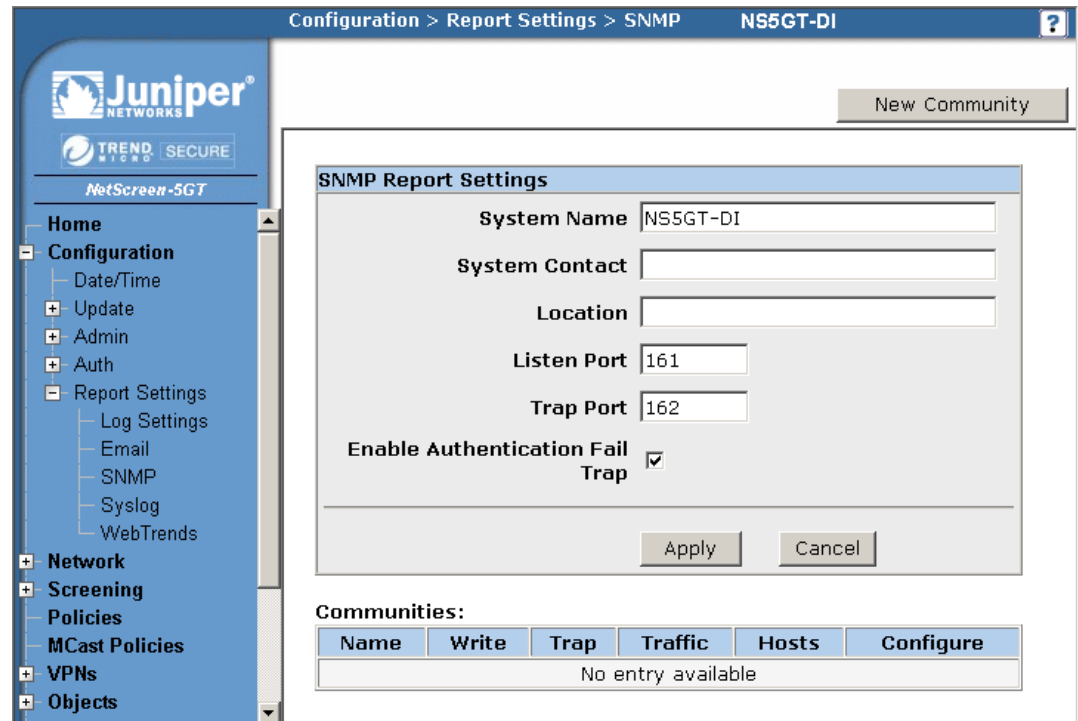 Configuration > Report Settings > SNMP NS5GT-DI ?
Juniper®
NETWORKS
TREND MICRO SECURE
NetScreen-5GT
Home
Configuration
Date/Time
Update
Admin
Auth
Report Settings
Log Settings
Email
SNMP
Syslog
WebTrends
Network
Screening
Policies
MCast Policies
VPNs
Objects
New Community
SNMP Report Settings
System Name NS5GT-DI
System Contact
Location
Listen Port 161
Trap Port 162
Enable Authentication Fail
Trap
Apply Cancel
Communities:
Name Write Trap Traffic Hosts Configure
No entry available